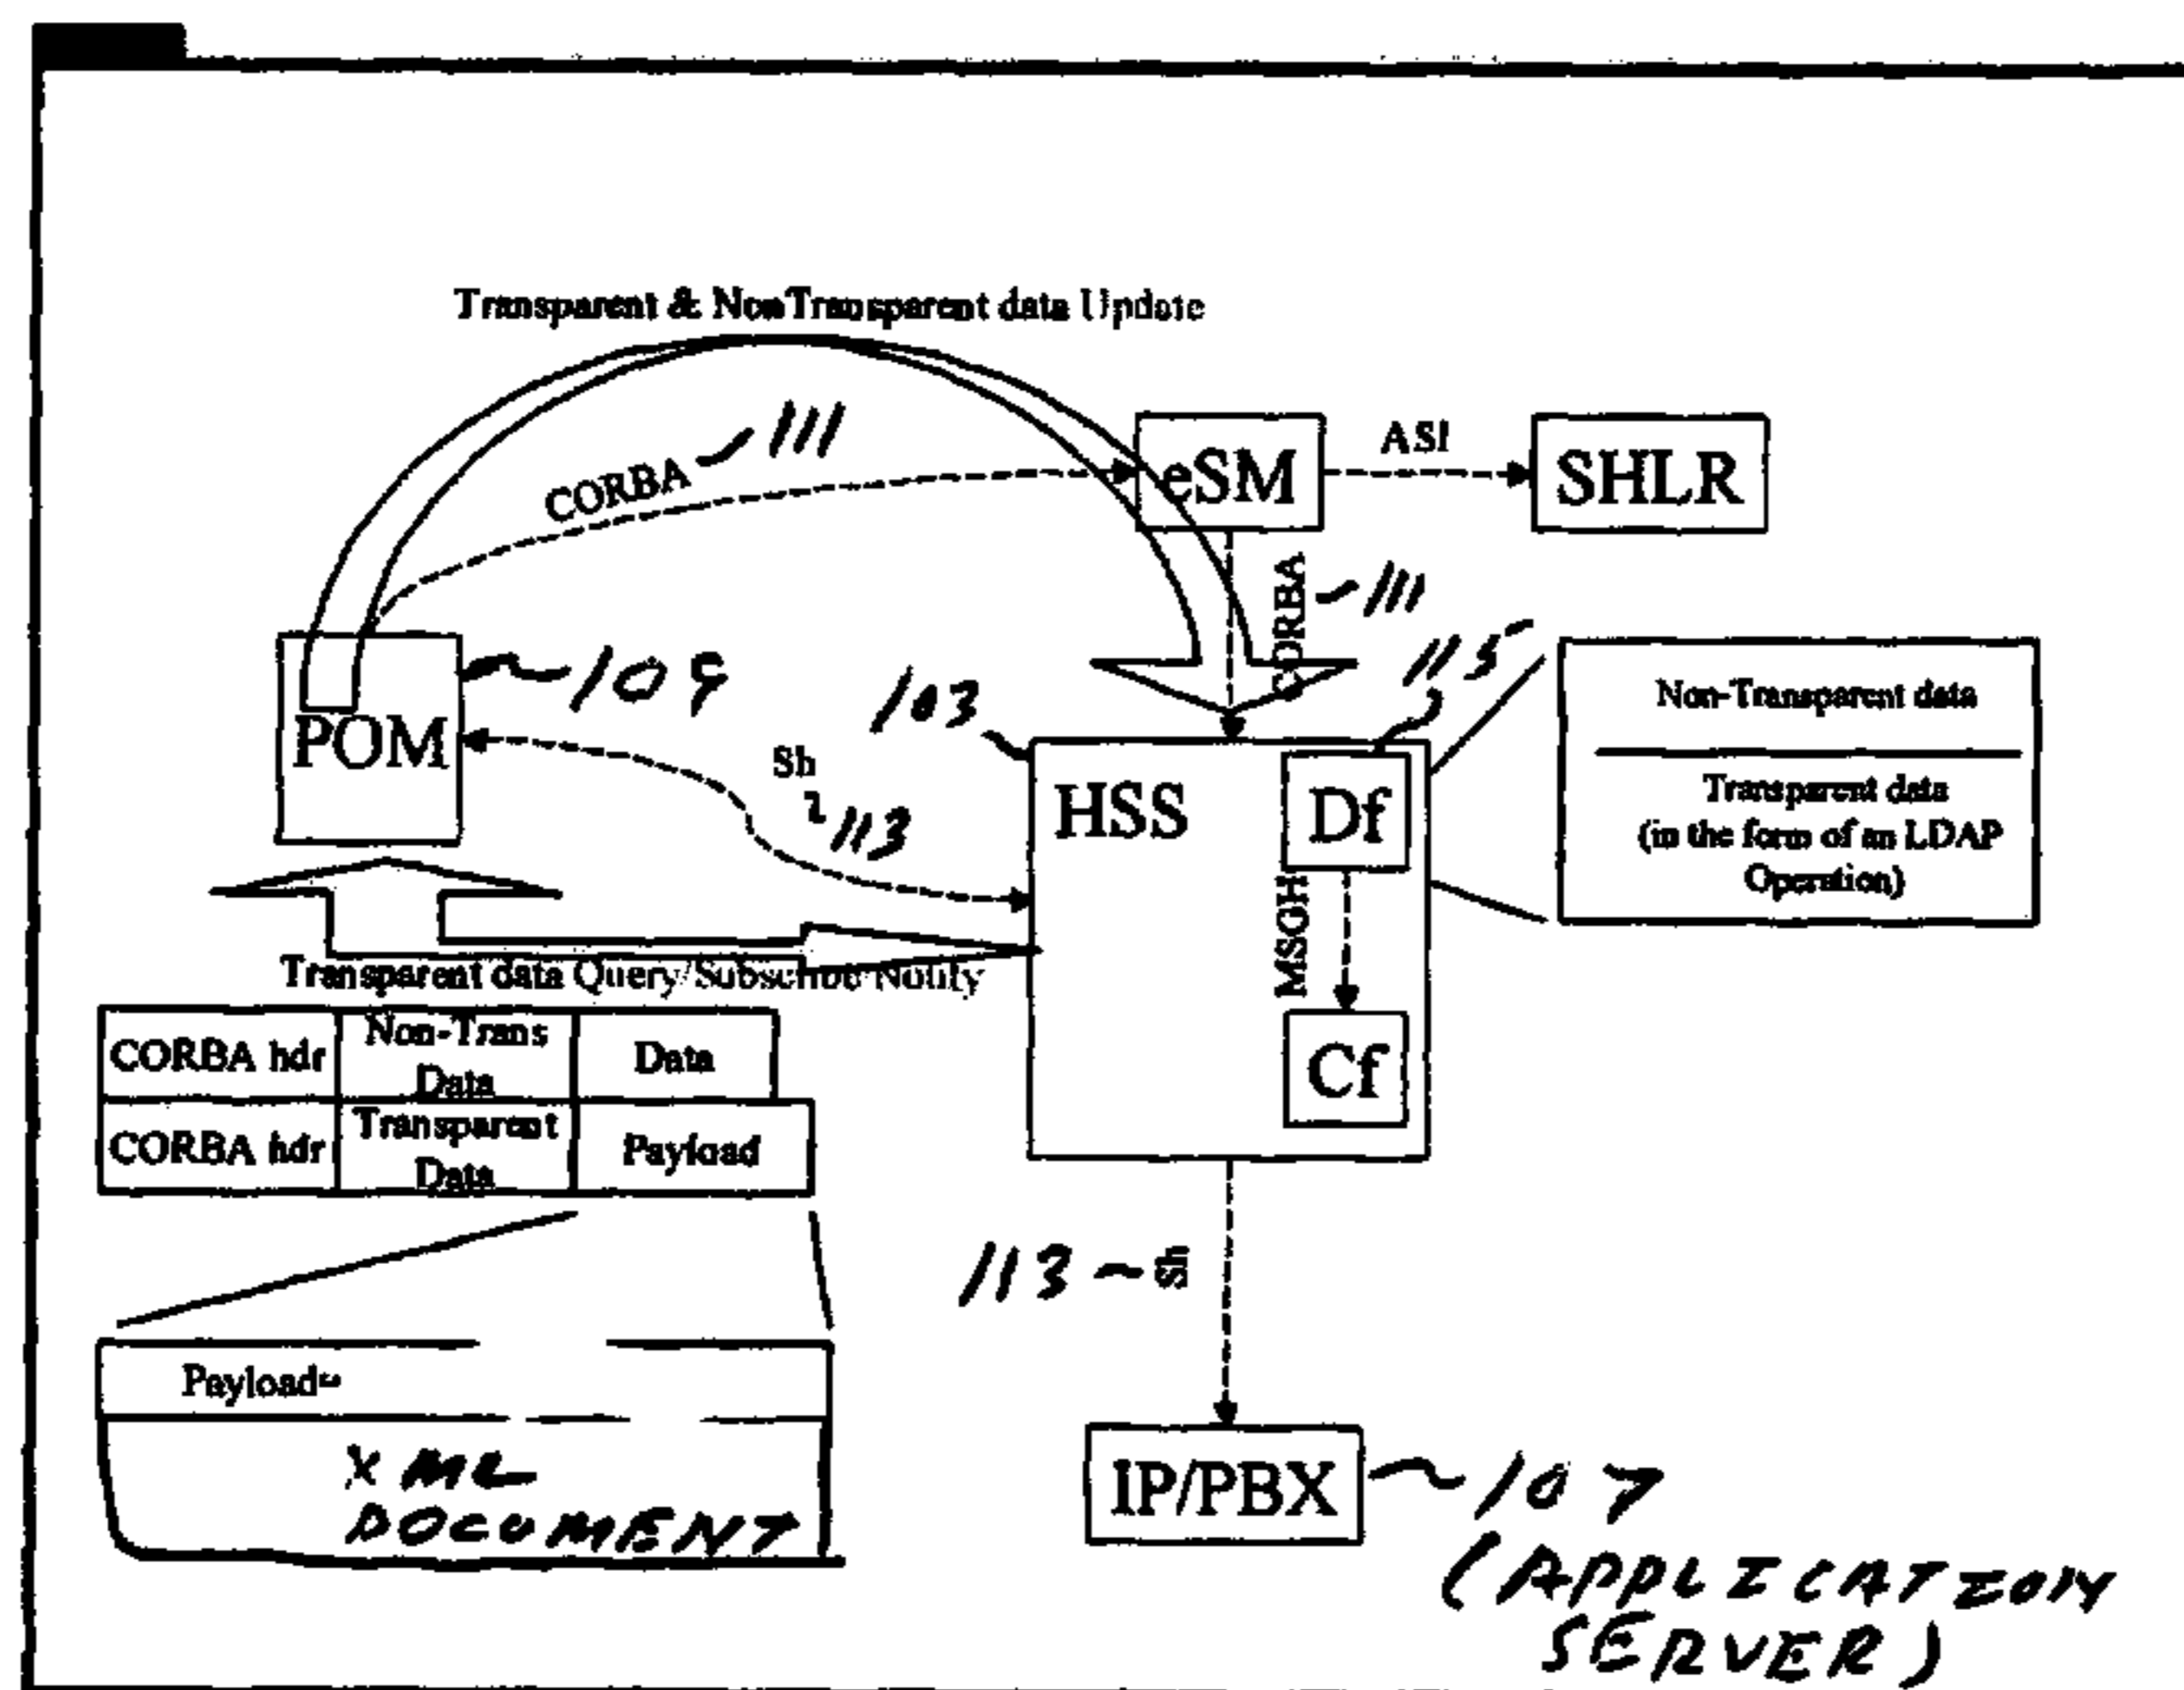 Transparent & NonTransparent data Update
CORBA
111
eSM
ASI
SHLR
CORBA
111
115
POM
109
103
Sh
113
HSS
Df
MSOH
Cf
Non-Transparent data
Transparent data
(in the form of an LDAP
Operation)
Transparent data Query/Subscribe/Notify
CORBA hdr
Non-Trans
Data
Data
CORBA hdr
Transparent
Data
Payload
113
Sh
Payload=
XML
DOCUMENT
IP/PBX
107
(APPLICATION
SERVER)